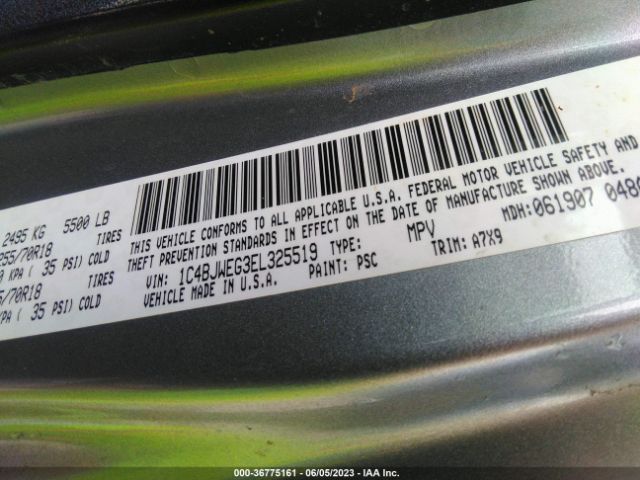 2495 KG 5500 LB
255/70R18 TIRES
KPA ( 35 PSI) COLD
/70R18 TIRES
KPA ( 35 PSI) COLD
THIS VEHICLE CONFORMS TO ALL APPLICABLE U.S.A. FEDERAL MOTOR VEHICLE SAFETY AND
THEFT PREVENTION STANDARDS IN EFFECT ON THE DATE OF MANUFACTURE SHOWN ABOVE.
VIN: 1C4BJWEG3EL325519 TYPE: MPV MDH:061907
VEHICLE MADE IN U.S.A. PAINT: PSC TRIM: A7X9
000-36775161 - 06/05/2023 - IAA Inc.